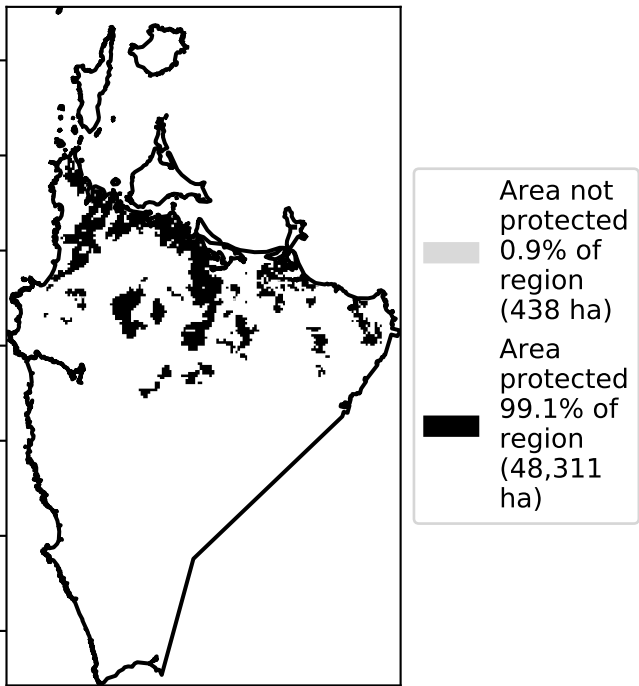 Area not
protected
0.9% of
region
(438 ha)
Area
protected
99.1% of
region
(48,311
ha)